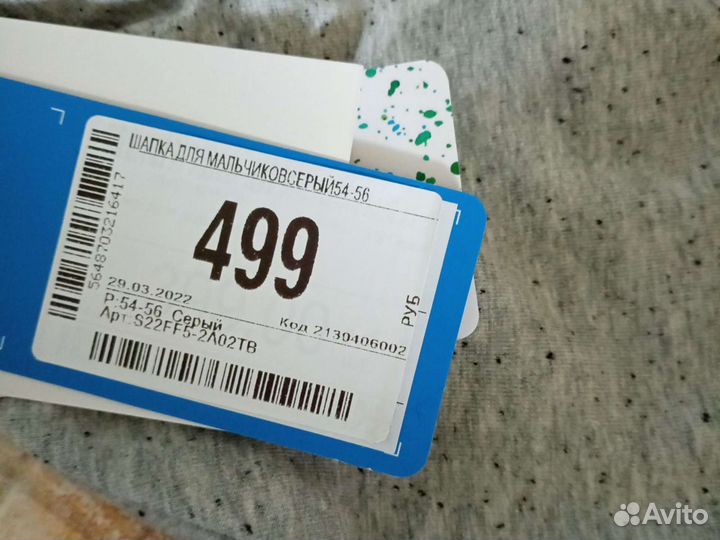 ШАПКА ДЛЯ МАЛЬЧИКОВСЕРЫЙ54-56
499
РУБ
29.03.2022
Р:54-56 Серый
Код 2130406002
Арт:S22FF5-2A02TB
5648703216417
Avito